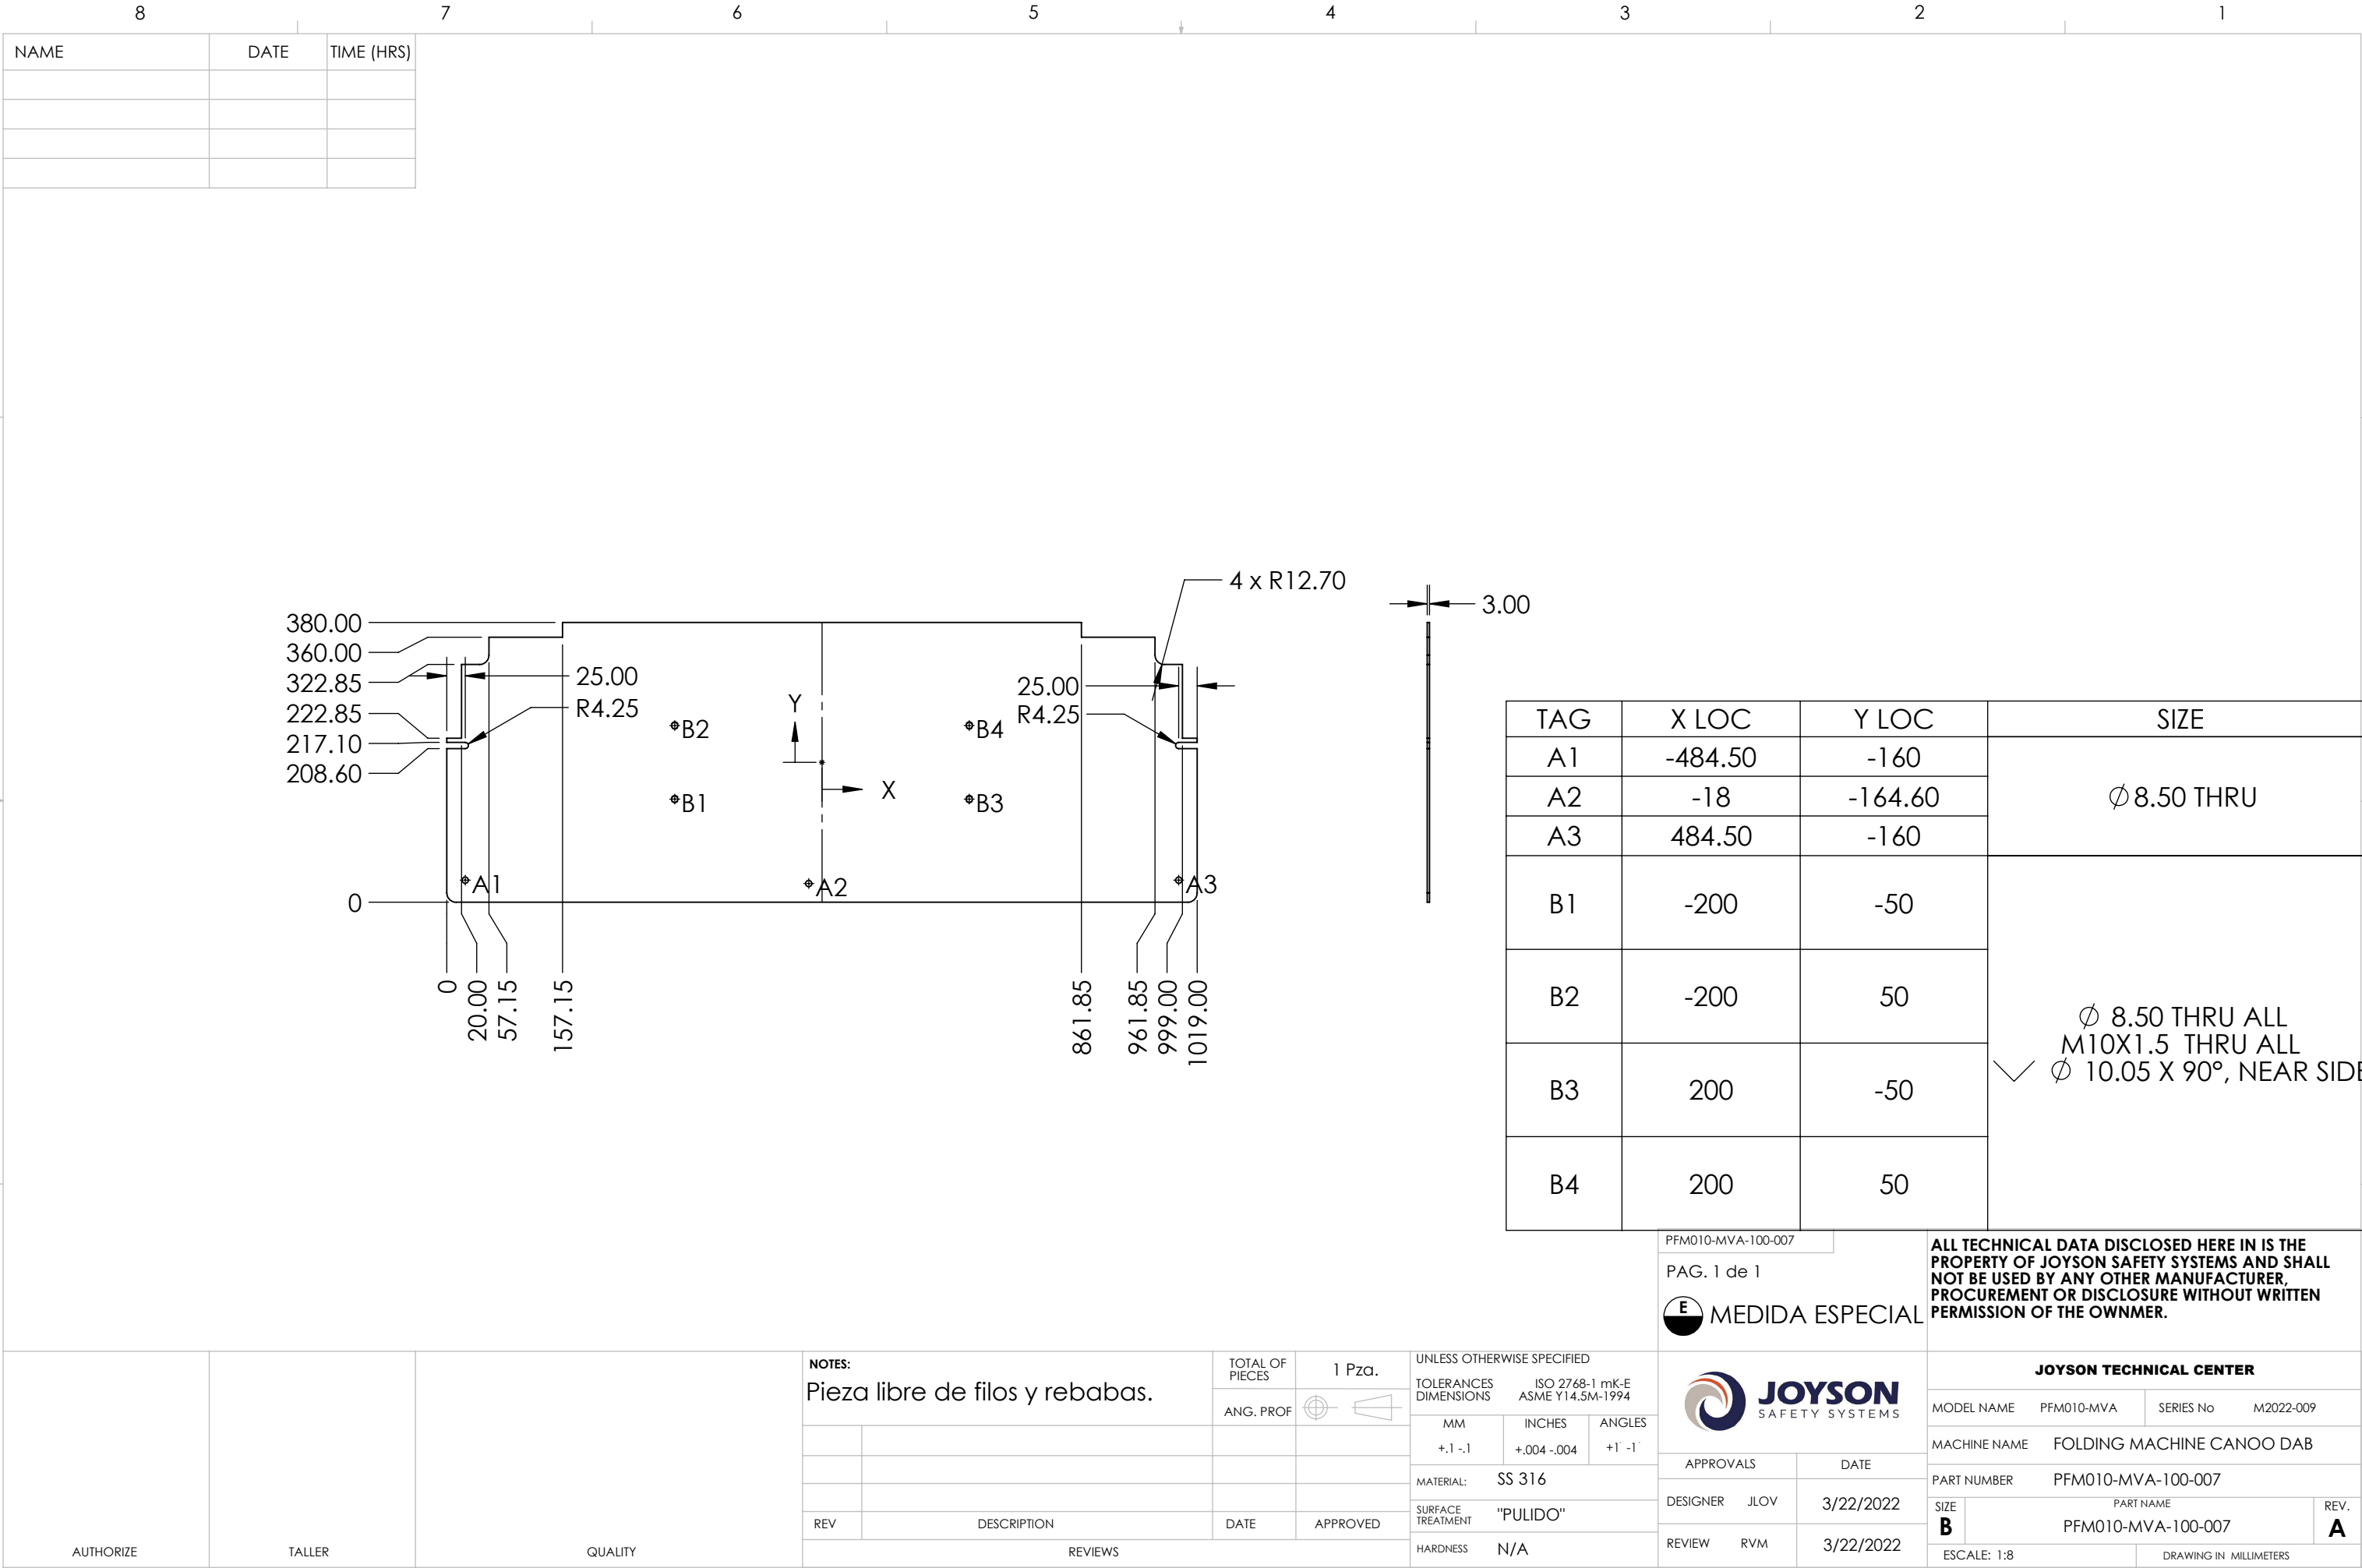 8 7 6 5 4 3 2 1
NAME DATE TIME (HRS)
4 x R12.70
3.00
380.00
360.00
322.85
222.85
217.10
208.60
0
25.00
R4.25
25.00
R4.25
Y
X
B2
B4
B1
B3
A1
A2
A3
0
20.00
57.15
157.15
861.85
961.85
999.00
1019.00
TAG X LOC Y LOC SIZE
A1 -484.50 -160
A2 -18 -164.60 ∅8.50 THRU
A3 484.50 -160
B1 -200 -50
B2 -200 50
∅ 8.50 THRU ALL
M10X1.5 THRU ALL
∅ 10.05 X 90°, NEAR SIDE
B3 200 -50
B4 200 50
PFM010-MVA-100-007
PAG. 1 de 1
E MEDIDA ESPECIAL
ALL TECHNICAL DATA DISCLOSED HERE IN IS THE
PROPERTY OF JOYSON SAFETY SYSTEMS AND SHALL
NOT BE USED BY ANY OTHER MANUFACTURER,
PROCUREMENT OR DISCLOSURE WITHOUT WRITTEN
PERMISSION OF THE OWNMER.
AUTHORIZE TALLER QUALITY
NOTES:
Pieza libre de filos y rebabas.
TOTAL OF
PIECES
1 Pza.
ANG. PROF
REV DESCRIPTION DATE APPROVED
REVIEWS
UNLESS OTHERWISE SPECIFIED
TOLERANCES ISO 2768-1 mK-E
DIMENSIONS ASME Y14.5M-1994
MM INCHES ANGLES
+.1 -.1 +.004 -.004 +1° -1°
MATERIAL: SS 316
SURFACE
TREATMENT
"PULIDO"
HARDNESS N/A
JOYSON
SAFETY SYSTEMS
APPROVALS DATE
DESIGNER JLOV 3/22/2022
REVIEW RVM 3/22/2022
JOYSON TECHNICAL CENTER
MODEL NAME PFM010-MVA SERIES No M2022-009
MACHINE NAME FOLDING MACHINE CANOO DAB
PART NUMBER PFM010-MVA-100-007
SIZE PART NAME REV.
B PFM010-MVA-100-007 A
ESCALE: 1:8 DRAWING IN MILLIMETERS